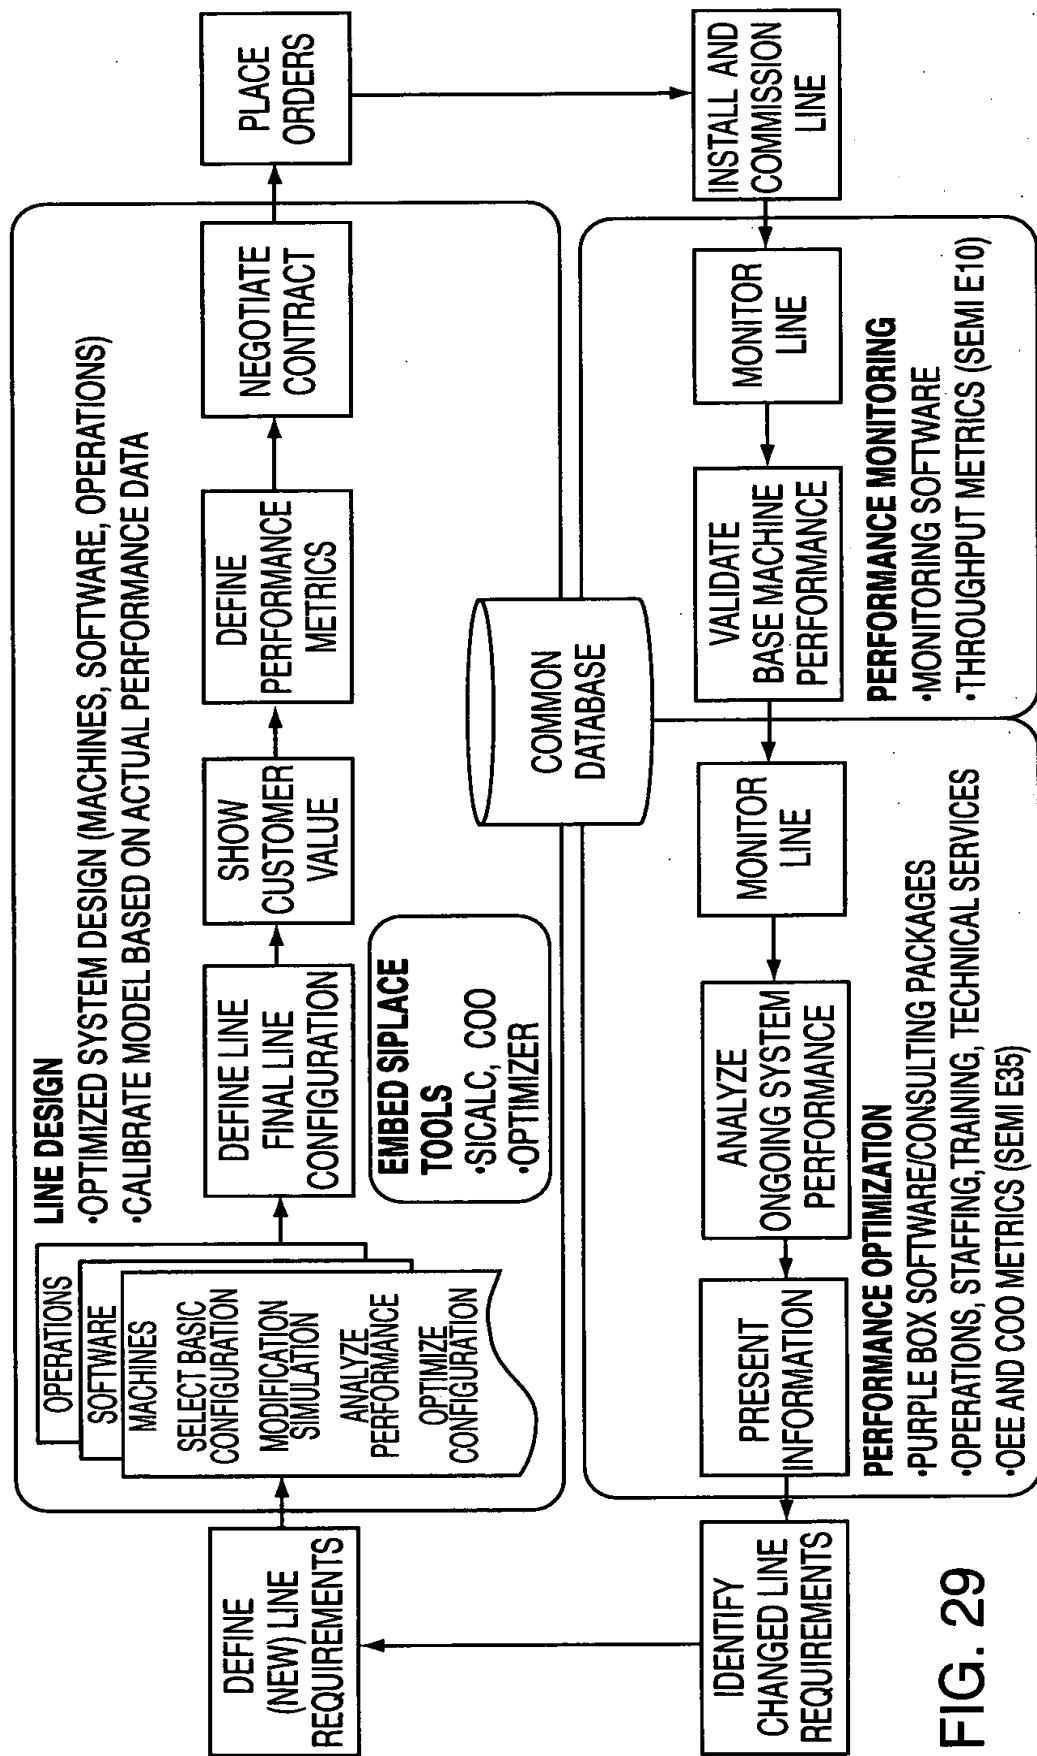 DEFINE
(NEW) LINE
REQUIREMENTS
OPERATIONS
SOFTWARE
MACHINES
SELECT BASIC
CONFIGURATION
MODIFICATION
SIMULATION
ANALYZE
PERFORMANCE
OPTIMIZE
CONFIGURATION
LINE DESIGN
•OPTIMIZED SYSTEM DESIGN (MACHINES, SOFTWARE, OPERATIONS)
•CALIBRATE MODEL BASED ON ACTUAL PERFORMANCE DATA
DEFINE LINE
FINAL LINE
CONFIGURATION
SHOW
CUSTOMER
VALUE
DEFINE
PERFORMANCE
METRICS
NEGOTIATE
CONTRACT
PLACE
ORDERS
EMBED SIPLACE
TOOLS
•SICALC, COO
•OPTIMIZER
COMMON
DATABASE
INSTALL AND
COMMISSION
LINE
MONITOR
LINE
VALIDATE
BASE MACHINE
PERFORMANCE
PERFORMANCE MONITORING
•MONITORING SOFTWARE
•THROUGHPUT METRICS (SEMI E10)
MONITOR
LINE
ANALYZE
ONGOING SYSTEM
PERFORMANCE
PRESENT
INFORMATION
PERFORMANCE OPTIMIZATION
•PURPLE BOX SOFTWARE/CONSULTING PACKAGES
•OPERATIONS, STAFFING,TRAINING, TECHNICAL SERVICES
•OEE AND COO METRICS (SEMI E35)
IDENTIFY
CHANGED LINE
REQUIREMENTS
FIG. 29